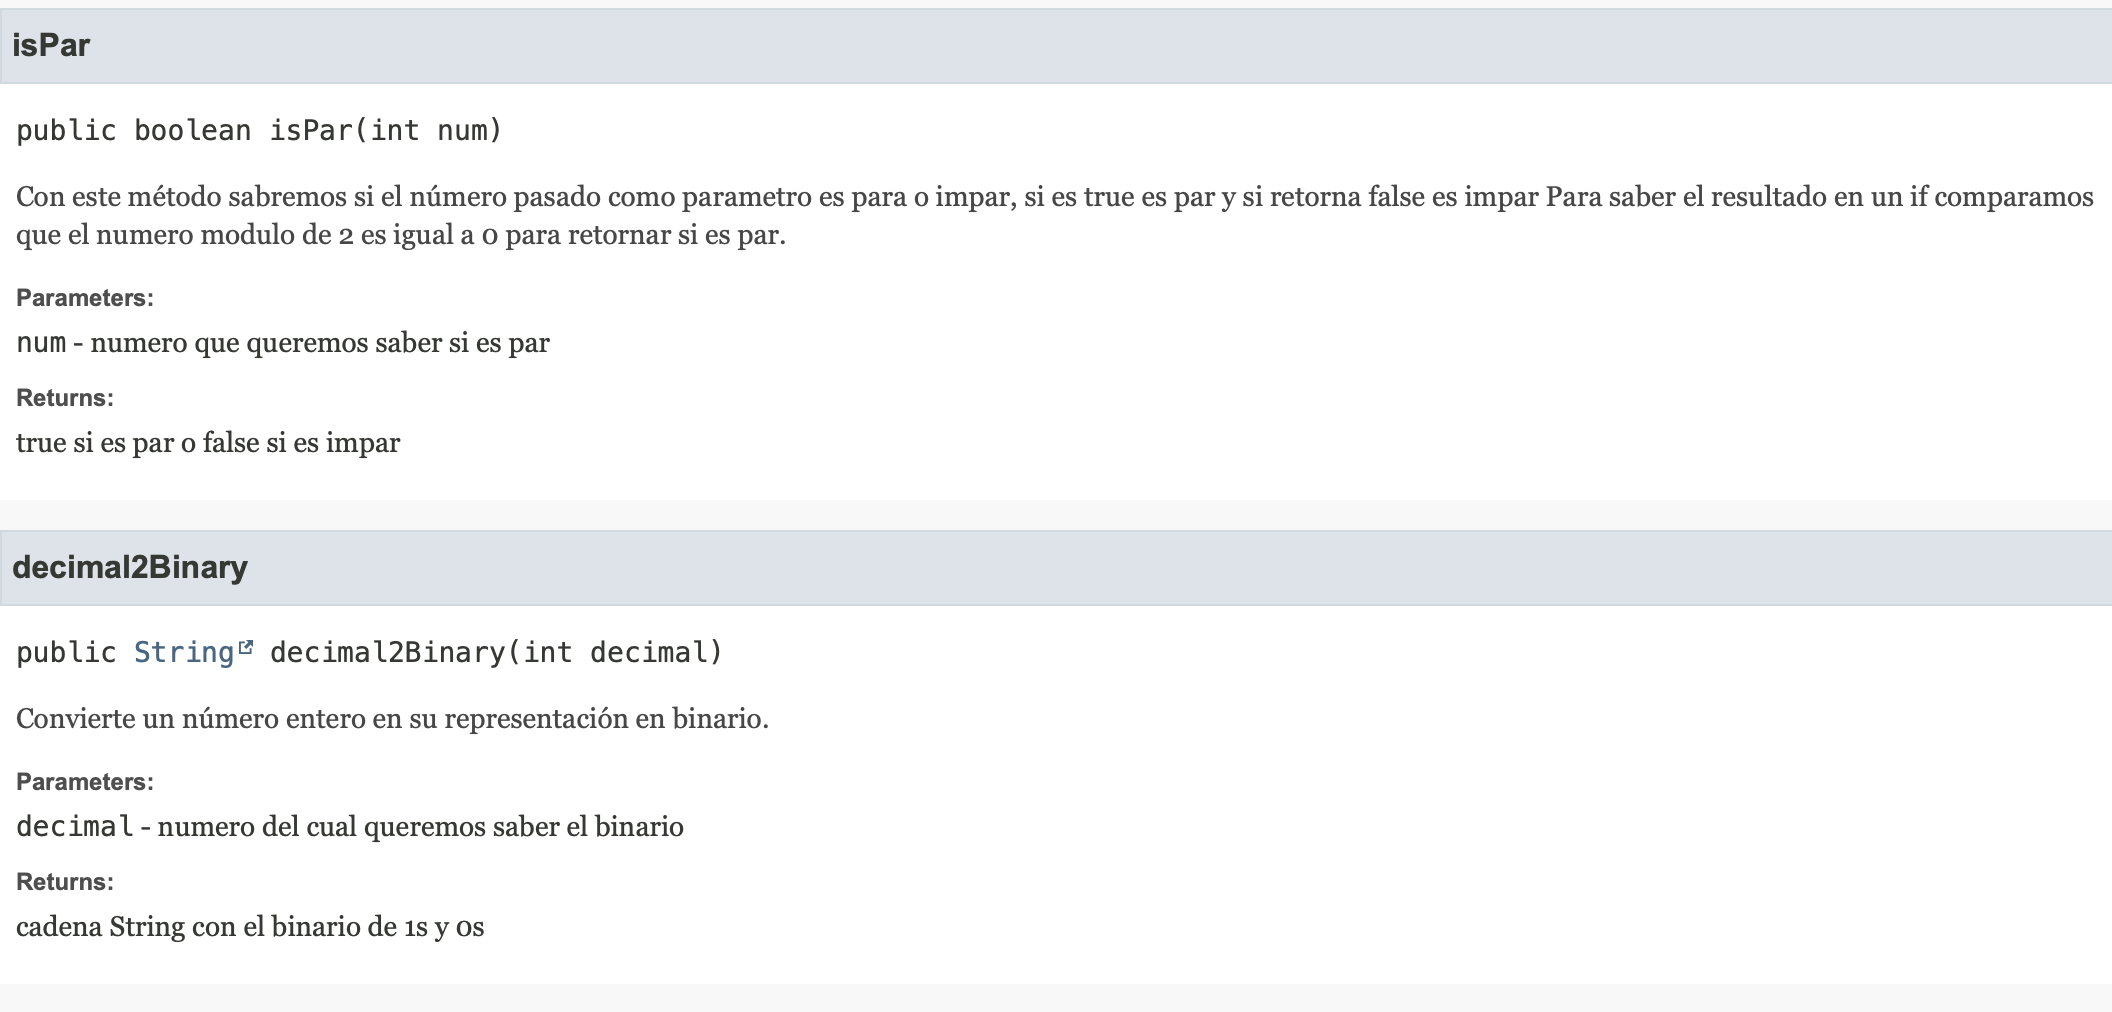 isPar
public boolean isPar(int num)
Con este método sabremos si el número pasado como parametro es para o impar, si es true es par y si retorna false es impar Para saber el resultado en un if comparamos
que el numero modulo de 2 es igual a 0 para retornar si es par.
Parameters:
num - numero que queremos saber si es par
Returns:
true si es par o false si es impar
decimal2Binary
public String decimal2Binary(int decimal)
Convierte un número entero en su representación en binario.
Parameters:
decimal - numero del cual queremos saber el binario
Returns:
cadena String con el binario de 1s y 0s